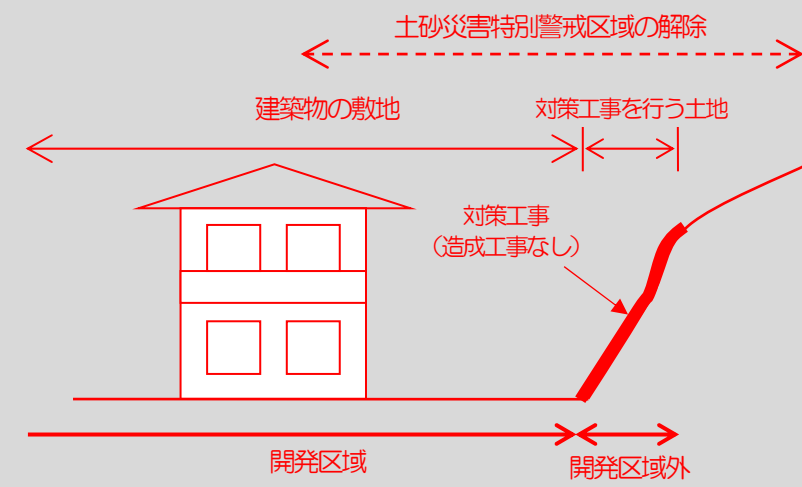 土砂災害特別警戒区域の解除
建築物の敷地
対策工事を行う土地
対策工事
（造成工事なし）
開発区域
開発区域外